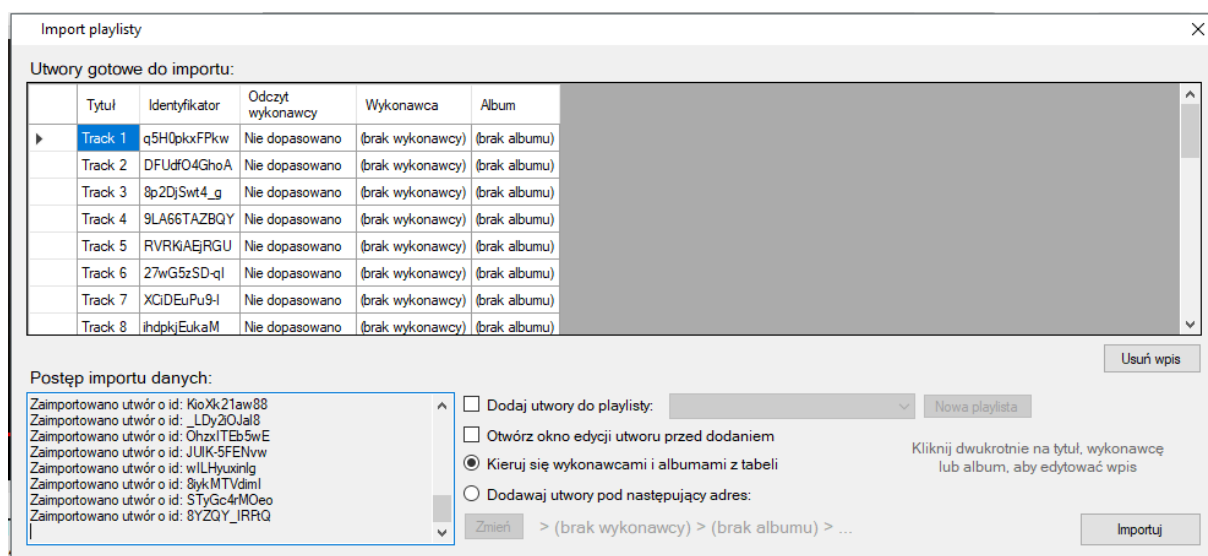 Import playlisty
Utwory gotowe do importu:
Tytuł Identyfikator Odczyt wykonawcy Wykonawca Album
Track 1 q5H0pkxFPkw Nie dopasowano (brak wykonawcy) (brak albumu)
Track 2 DFUdfO4GhoA Nie dopasowano (brak wykonawcy) (brak albumu)
Track 3 8p2DjSwt4_g Nie dopasowano (brak wykonawcy) (brak albumu)
Track 4 9LA66TAZBQY Nie dopasowano (brak wykonawcy) (brak albumu)
Track 5 RVRKiAEjRGU Nie dopasowano (brak wykonawcy) (brak albumu)
Track 6 27wG5zSD-qI Nie dopasowano (brak wykonawcy) (brak albumu)
Track 7 XCiDEuPu9-I Nie dopasowano (brak wykonawcy) (brak albumu)
Track 8 ihdpkjEukaM Nie dopasowano (brak wykonawcy) (brak albumu)
Usuń wpis
Postęp importu danych:
Zaimportowano utwór o id: KioXk21aw88
Zaimportowano utwór o id: _LDy2iOJaI8
Zaimportowano utwór o id: OhzxITEb5wE
Zaimportowano utwór o id: JUIK-5FENvw
Zaimportowano utwór o id: wILHyuxinlg
Zaimportowano utwór o id: 8iykMTVdimI
Zaimportowano utwór o id: STyGc4rMOeo
Zaimportowano utwór o id: 8YZQY_IRFtQ
Dodaj utwory do playlisty: Nowa playlista
Otwórz okno edycji utworu przed dodaniem
Kieruj się wykonawcami i albumami z tabeli
Dodawaj utwory pod następujący adres:
Zmień > (brak wykonawcy) > (brak albumu) > ...
Kliknij dwukrotnie na tytuł, wykonawcę
lub album, aby edytować wpis
Importuj